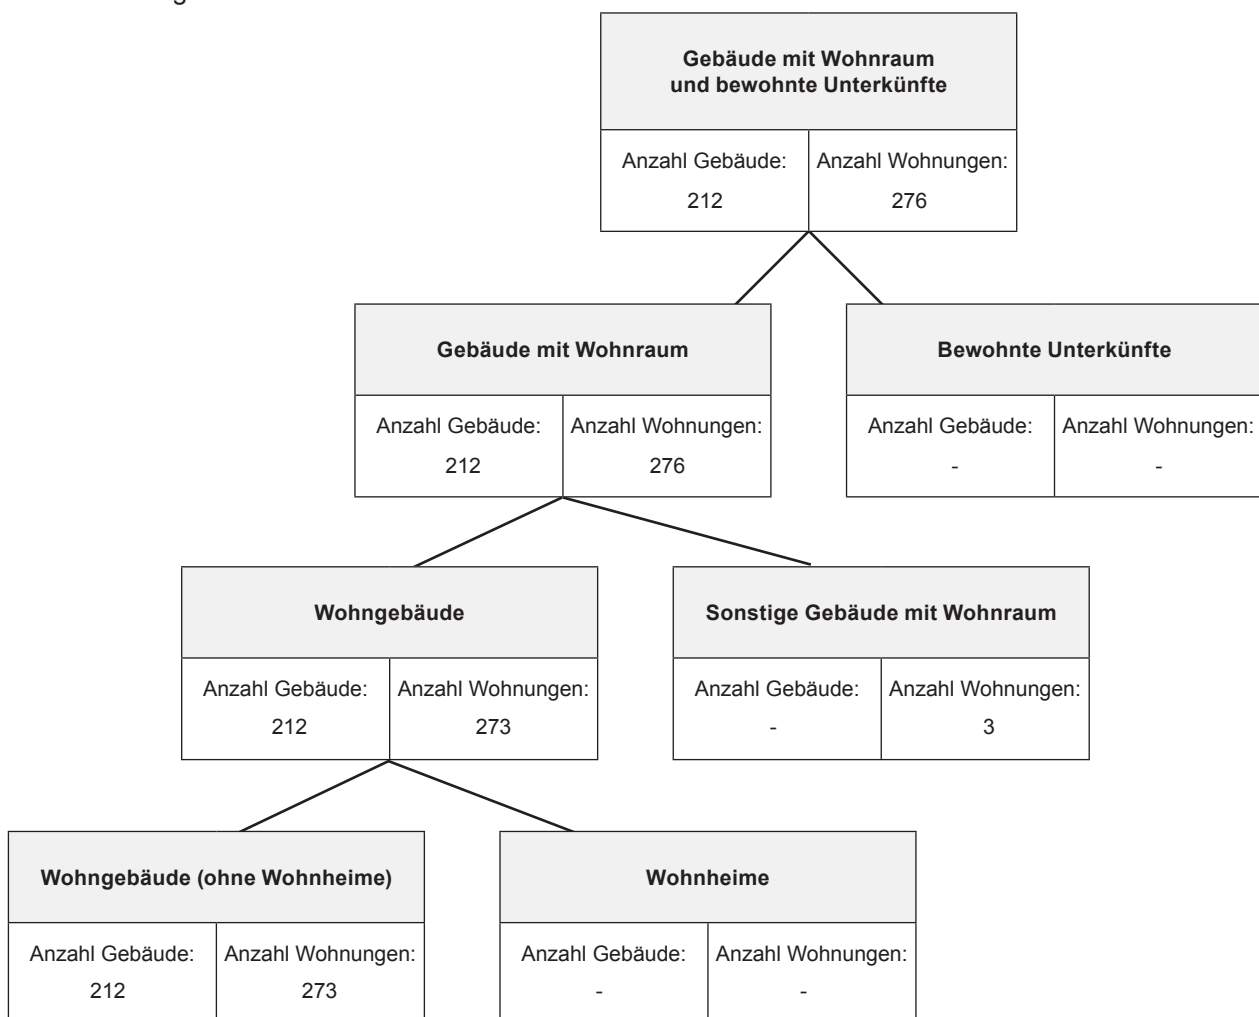 Gebäude mit Wohnraum
und bewohnte Unterkünfte
Anzahl Gebäude: Anzahl Wohnungen:
212 276
Gebäude mit Wohnraum
Bewohnte Unterkünfte
Anzahl Gebäude: Anzahl Wohnungen:
212 276
Anzahl Gebäude: Anzahl Wohnungen:
- -
Wohngebäude
Sonstige Gebäude mit Wohnraum
Anzahl Gebäude: Anzahl Wohnungen:
212 273
Anzahl Gebäude: Anzahl Wohnungen:
- 3
Wohngebäude (ohne Wohnheime)
Wohnheime
Anzahl Gebäude: Anzahl Wohnungen:
212 273
Anzahl Gebäude: Anzahl Wohnungen:
- -